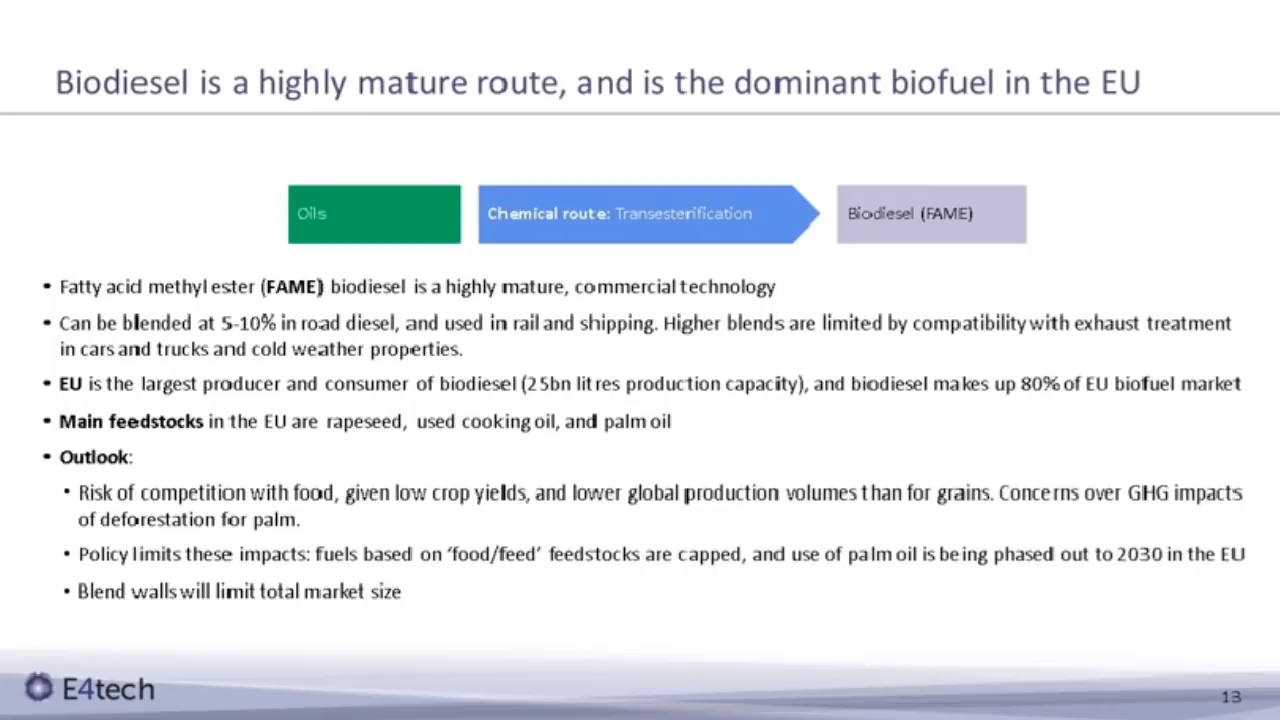 Biodiesel is a highly mature route, and is the dominant biofuel in the EU
Oils
Chemical route: Transesterification
Biodiesel (FAME)
• Fatty acid methyl ester (FAME) biodiesel is a highly mature, commercial technology
• Can be blended at 5-10% in road diesel, and used in rail and shipping. Higher blends are limited by compatibility with exhaust treatment
in cars and trucks and cold weather properties.
• EU is the largest producer and consumer of biodiesel (25bn litres production capacity), and biodiesel makes up 80% of EU biofuel market
• Main feedstocks in the EU are rapeseed, used cooking oil, and palm oil
• Outlook:
• Risk of competition with food, given low crop yields, and lower global production volumes than for grains. Concerns over GHG impacts
of deforestation for palm.
• Policy limits these impacts: fuels based on ‘food/feed’ feedstocks are capped, and use of palm oil is being phased out to 2030 in the EU
• Blend walls will limit total market size
E4tech
13